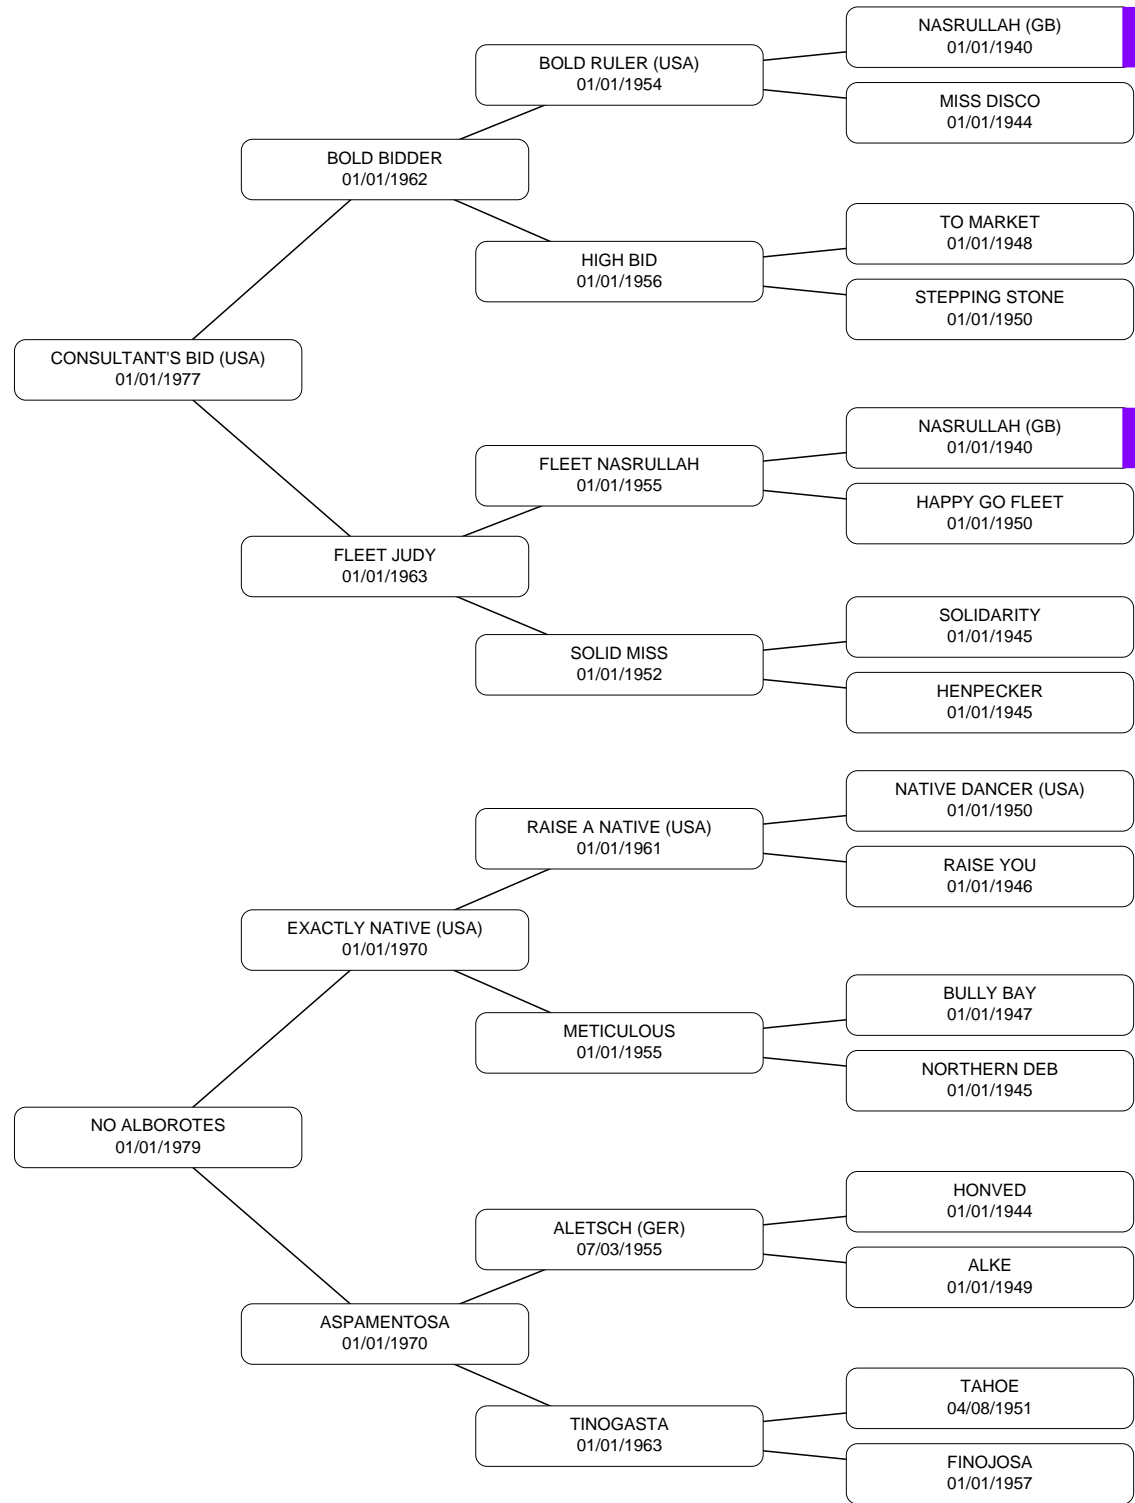 NASRULLAH (GB)
01/01/1940
BOLD RULER (USA)
01/01/1954
MISS DISCO
01/01/1944
BOLD BIDDER
01/01/1962
TO MARKET
01/01/1948
HIGH BID
01/01/1956
STEPPING STONE
01/01/1950
CONSULTANT'S BID (USA)
01/01/1977
NASRULLAH (GB)
01/01/1940
FLEET NASRULLAH
01/01/1955
HAPPY GO FLEET
01/01/1950
FLEET JUDY
01/01/1963
SOLIDARITY
01/01/1945
SOLID MISS
01/01/1952
HENPECKER
01/01/1945
NATIVE DANCER (USA)
01/01/1950
RAISE A NATIVE (USA)
01/01/1961
RAISE YOU
01/01/1946
EXACTLY NATIVE (USA)
01/01/1970
BULLY BAY
01/01/1947
METICULOUS
01/01/1955
NORTHERN DEB
01/01/1945
NO ALBOROTES
01/01/1979
HONVED
01/01/1944
ALETSCH (GER)
07/03/1955
ALKE
01/01/1949
ASPAMENTOSA
01/01/1970
TAHOE
04/08/1951
TINOGASTA
01/01/1963
FINOJOSA
01/01/1957